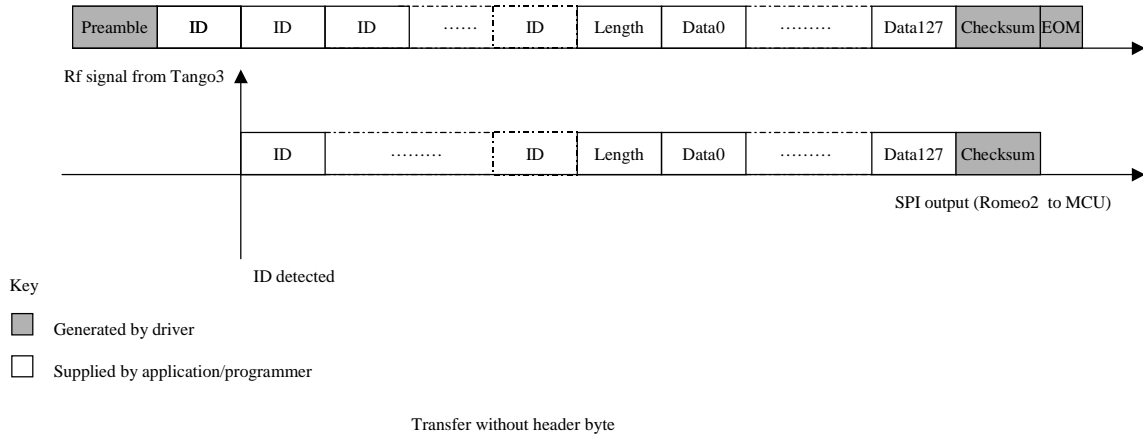 Preamble ID ID ID ...... ID Length Data0 ......... Data127 Checksum EOM
Rf signal from Tango3
ID ......... ID Length Data0 ......... Data127 Checksum
SPI output (Romeo2 to MCU)
ID detected
Key
Generated by driver
Supplied by application/programmer
Transfer without header byte